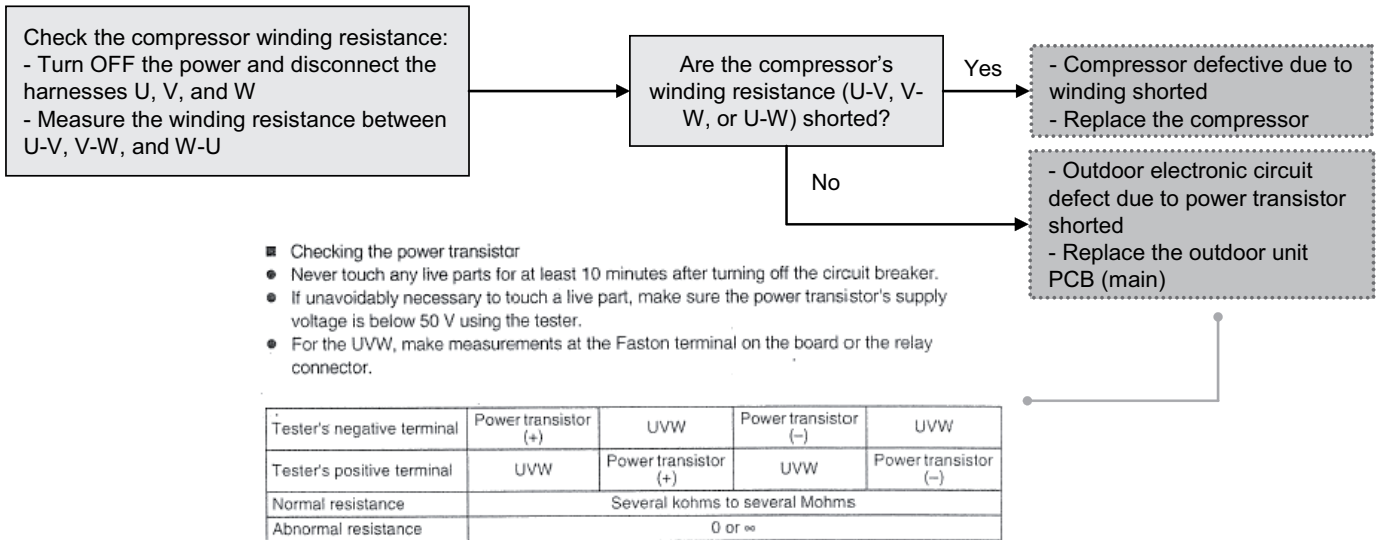 Check the compressor winding resistance:
- Turn OFF the power and disconnect the
harnesses U, V, and W
- Measure the winding resistance between
U-V, V-W, and W-U
Are the compressor's
winding resistance (U-V, V-
W, or U-W) shorted?
Yes
- Compressor defective due to
winding shorted
- Replace the compressor
No
- Outdoor electronic circuit
defect due to power transistor
shorted
- Replace the outdoor unit
PCB (main)
■ Checking the power transistor
● Never touch any live parts for at least 10 minutes after turning off the circuit breaker.
● If unavoidably necessary to touch a live part, make sure the power transistor's supply
voltage is below 50 V using the tester.
● For the UVW, make measurements at the Faston terminal on the board or the relay
connector.
Tester's negative terminal Power transistor (+) UVW Power transistor (−) UVW
Tester's positive terminal UVW Power transistor (+) UVW Power transistor (−)
Normal resistance Several kohms to several Mohms
Abnormal resistance 0 or ∞